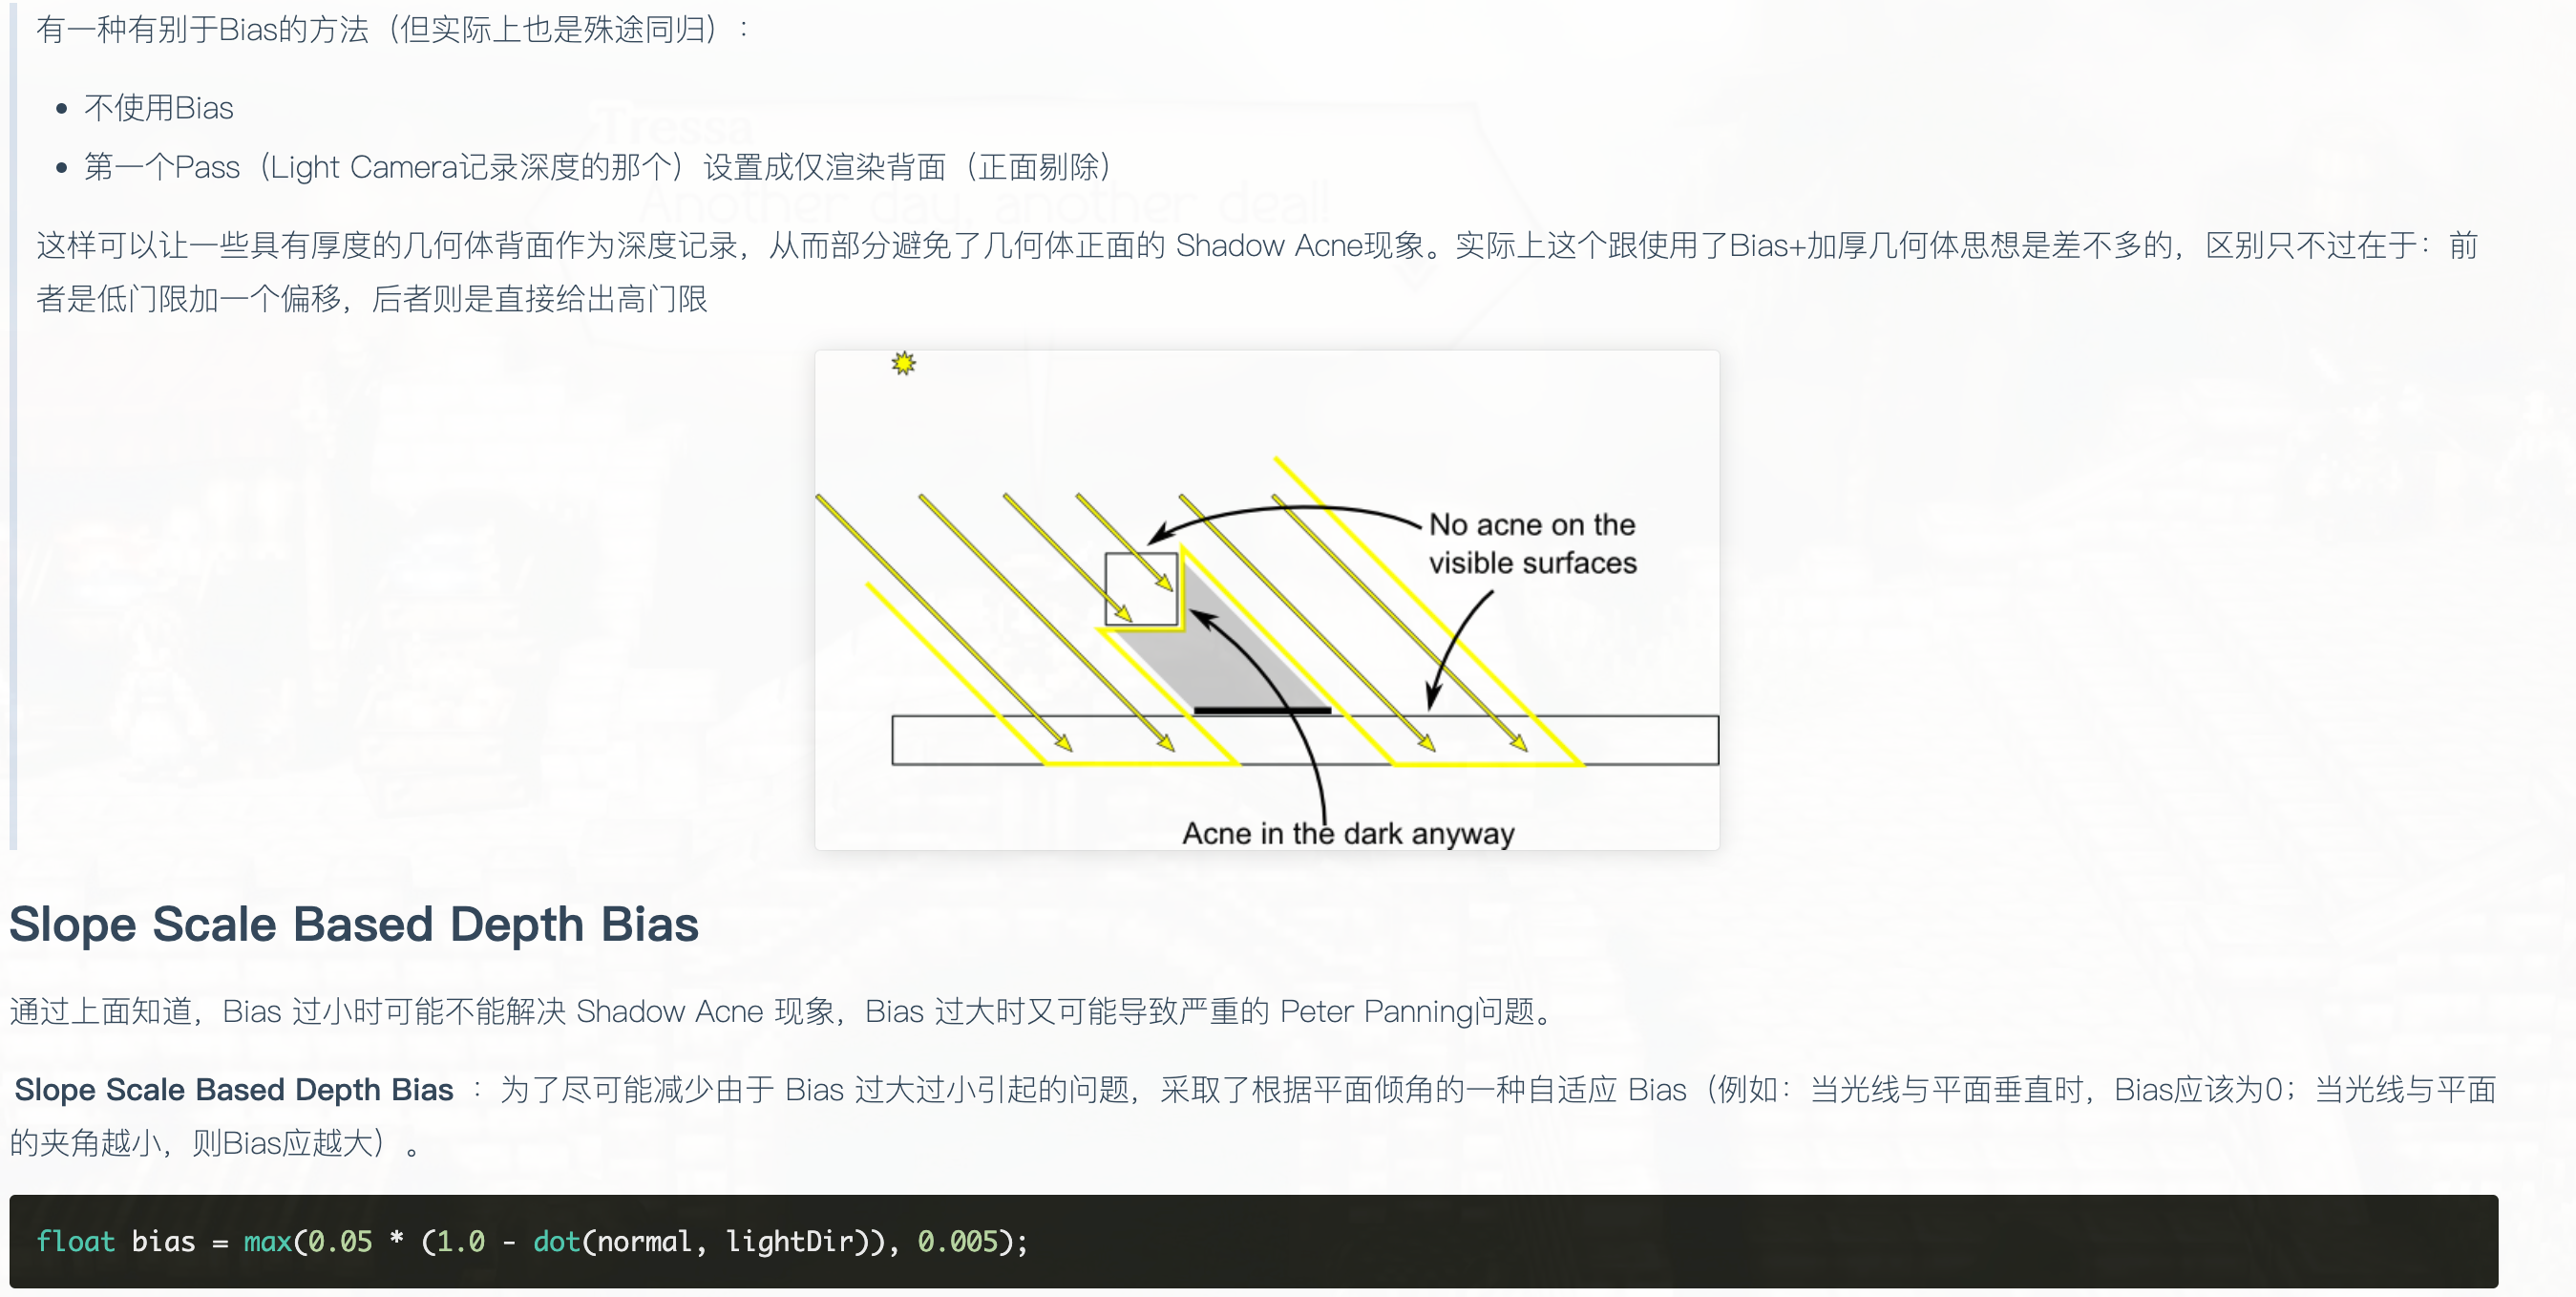 有一种有别于Bias的方法（但实际上也是殊途同归）：
Tressa
• 不使用Bias
• 第一个Pass（Light Camera记录深度的那个）设置成仅渲染背面（正面剔除）
Another day, another deal!
这样可以让一些具有厚度的几何体背面作为深度记录，从而部分避免了几何体正面的 Shadow Acne现象。实际上这个跟使用了Bias+加厚几何体思想是差不多的，区别只不过在于：前
者是低门限加一个偏移，后者则是直接给出高门限
No acne on the
visible surfaces
Acne in the dark anyway
Slope Scale Based Depth Bias
通过上面知道，Bias 过小时可能不能解决 Shadow Acne 现象，Bias 过大时又可能导致严重的 Peter Panning问题。
Slope Scale Based Depth Bias ：为了尽可能减少由于 Bias 过大过小引起的问题，采取了根据平面倾角的一种自适应 Bias（例如：当光线与平面垂直时，Bias应该为0；当光线与平面
的夹角越小，则Bias应越大）。
float bias = max(0.05 * (1.0 - dot(normal, lightDir)), 0.005);